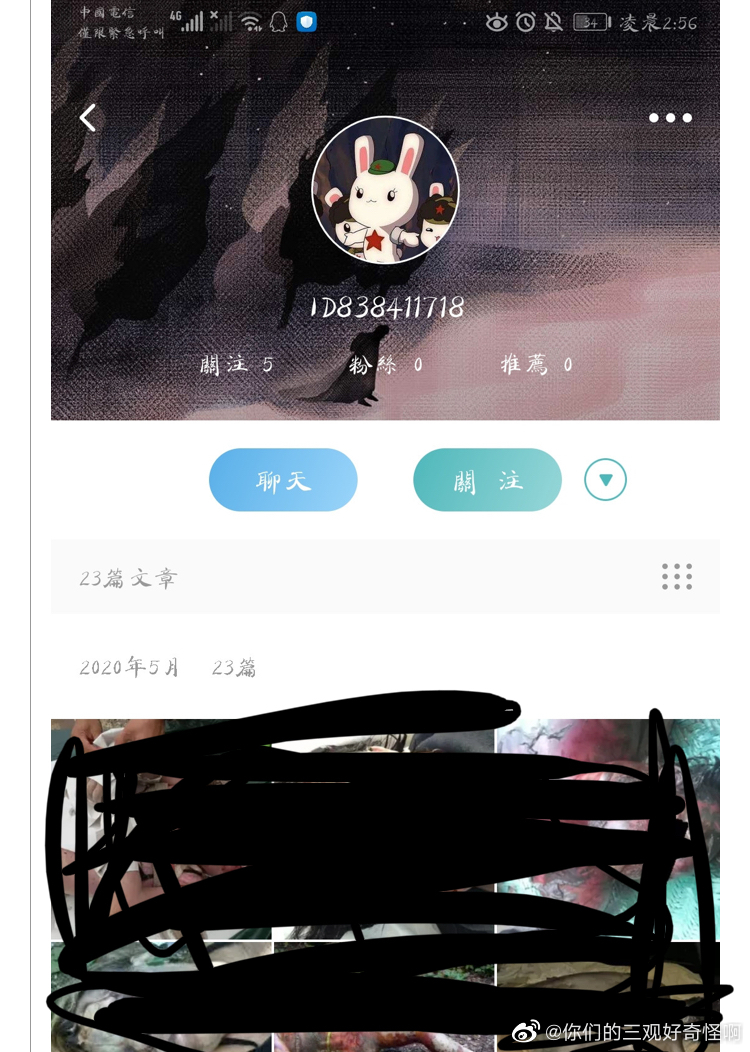 中國電信 4G 34 凌晨2:56
僅限緊急呼叫
ID838411718
關注 5 粉絲 0 推薦 0
聊天 關注
23篇文章
2020年5月 23篇
@你们的三观好奇怪啊